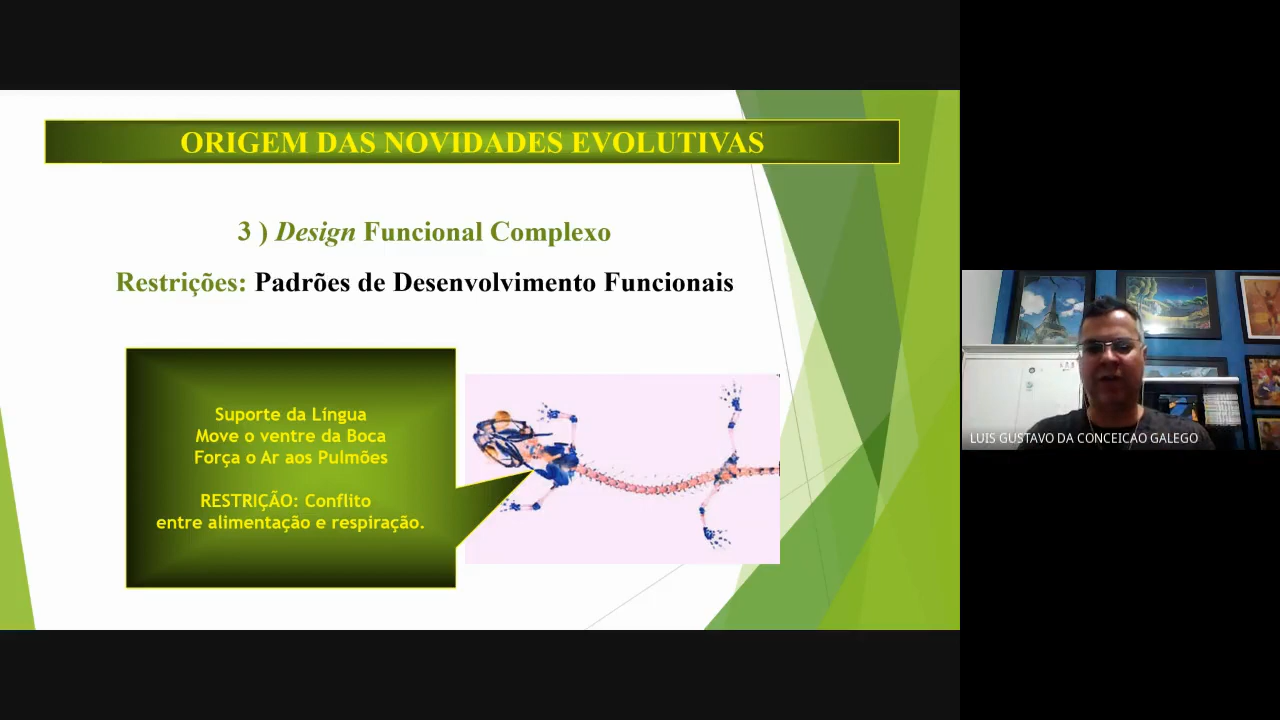 ORIGEM DAS NOVIDADES EVOLUTIVAS
3 ) Design Funcional Complexo
Restrições: Padrões de Desenvolvimento Funcionais
Suporte da Língua
Move o ventre da Boca
Força o Ar aos Pulmões
RESTRIÇÃO: Conflito
entre alimentação e respiração.
LUIS GUSTAVO DA CONCEICAO GALEGO